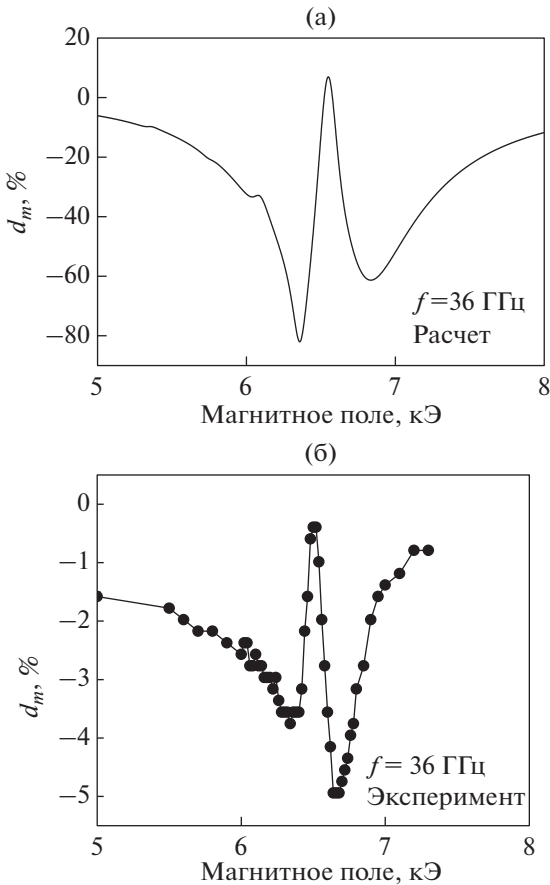 (а)
20
0
−20
−40
−60
−80
d_m, %
f = 36 ГГц
Расчет
5 6 7 8
Магнитное поле, кЭ
(б)
0
−1
−2
−3
−4
−5
d_m, %
f = 36 ГГц
Эксперимент
5 6 7 8
Магнитное поле, кЭ